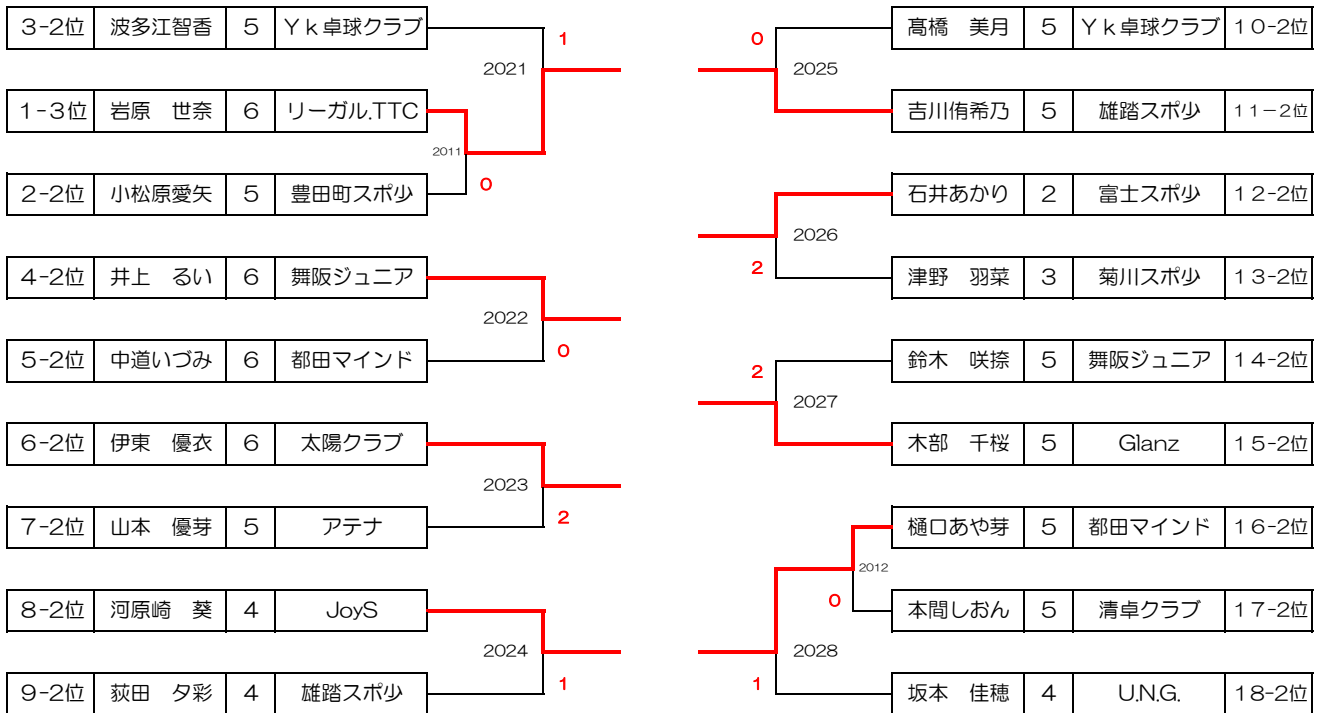 3-2位 波多江智香 5 Ｙｋ卓球クラブ
1
2021
1-3位 岩原　世奈 6 リーガル.TTC
2011
0
2-2位 小松原愛矢 5 豊田町スポ少
4-2位 井上　るい 6 舞阪ジュニア
2022
0
5-2位 中道いづみ 6 都田マインド
6-2位 伊東　優衣 6 太陽クラブ
2023
2
7-2位 山本　優芽 5 アテナ
8-2位 河原崎　葵 4 JoyS
2024
1
9-2位 荻田　夕彩 4 雄踏スポ少
髙橋　美月 5 Ｙｋ卓球クラブ １０-２位
0
2025
吉川侑希乃 5 雄踏スポ少 １１－２位
石井あかり 2 富士スポ少 １２-２位
2026
2
津野　羽菜 3 菊川スポ少 １３-２位
鈴木　咲捺 5 舞阪ジュニア １４-２位
2
2027
木部　千桜 5 Glanz １５-２位
樋口あや芽 5 都田マインド １６-２位
2012
0
本間しおん 5 清卓クラブ １７-２位
2028
1
坂本　佳穂 4 U.N.G. 18-2位